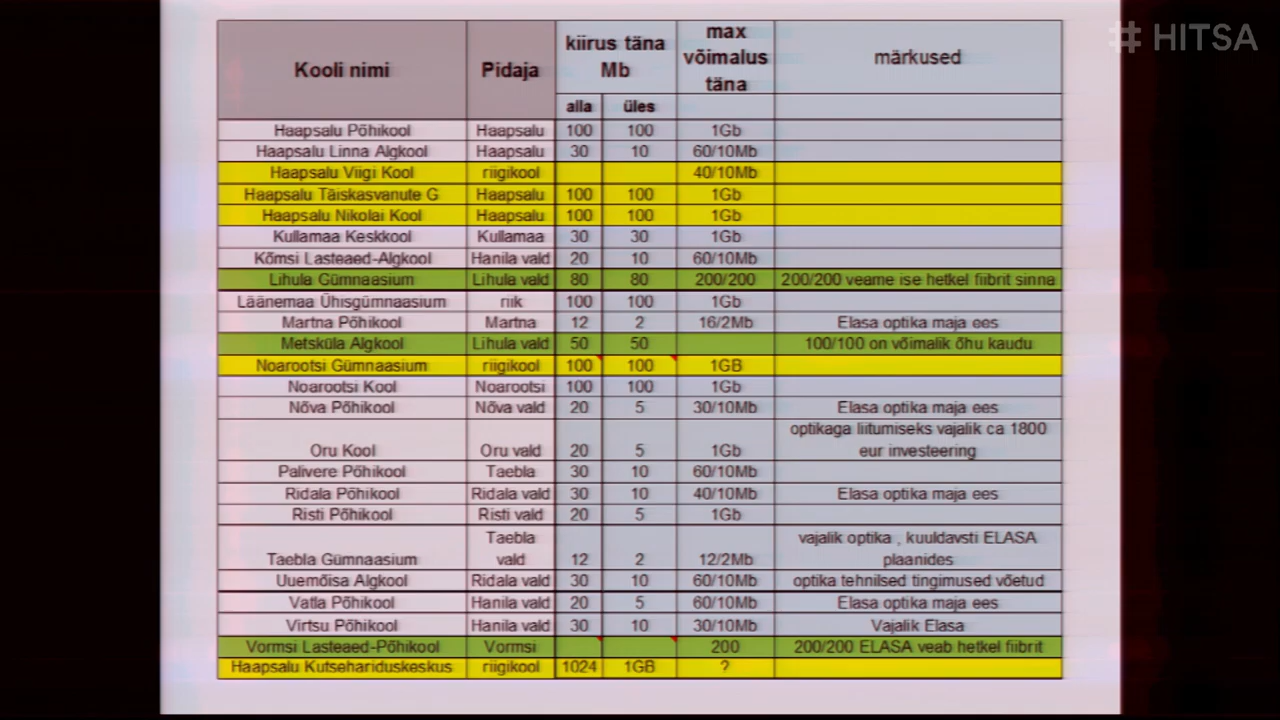 # HITSA
Kooli nimi Pidaja kiirus täna Mb max võimalus täna märkused
alla üles
Haapsalu Põhikool Haapsalu 100 100 1Gb
Haapsalu Linna Algkool Haapsalu 30 10 60/10Mb
Haapsalu Viigi Kool riigikool 40/10Mb
Haapsalu Täiskasvanute G Haapsalu 100 100 1Gb
Haapsalu Nikolai Kool Haapsalu 100 100 1Gb
Kullamaa Keskkool Kullamaa 30 30 1Gb
Kõmsi Lasteaed-Algkool Hanila vald 20 10 60/10Mb
Lihula Gümnaasium Lihula vald 80 80 200/200 200/200 veame ise hetkel fiibrit sinna
Läänemaa Ühisgümnaasium riik 100 100 1Gb
Martna Põhikool Martna 12 2 16/2Mb Elasa optika maja ees
Metsküla Algkool Lihula vald 50 50 100/100 on võimalik õhu kaudu
Noarootsi Gümnaasium riigikool 100 100 1GB
Noarootsi Kool Noarootsi 100 100 1Gb
Nõva Põhikool Nõva vald 20 5 30/10Mb Elasa optika maja ees
optikaga liitumiseks vajalik ca 1800
Oru Kool Oru vald 20 5 1Gb eur investeering
Palivere Põhikool Taebla 30 10 60/10Mb
Ridala Põhikool Ridala vald 30 10 40/10Mb Elasa optika maja ees
Risti Põhikool Risti vald 20 5 1Gb
Taebla vajalik optika , kuuldavsti ELASA
Taebla Gümnaasium vald 12 2 12/2Mb plaanides
Uuemõisa Algkool Ridala vald 30 10 60/10Mb optika tehnilsed tingimused võetud
Vatla Põhikool Hanila vald 20 5 60/10Mb Elasa optika maja ees
Virtsu Põhikool Hanila vald 30 10 30/10Mb Vajalik Elasa
Vormsi Lasteaed-Põhikool Vormsi 200 200/200 ELASA veab hetkel fiibrit
Haapsalu Kutsehariduskeskus riigikool 1024 1GB ?